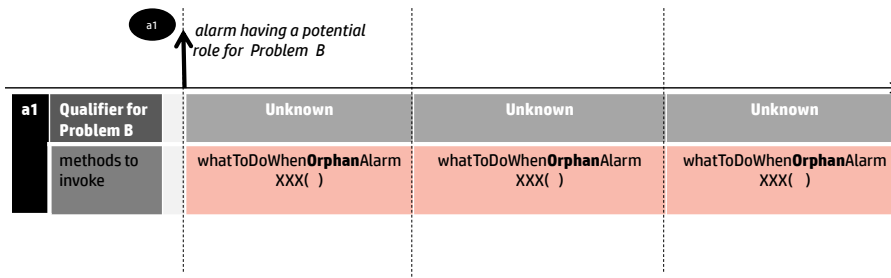 a1
alarm having a potential
role for Problem B
a1
Qualifier for
Problem B
Unknown
Unknown
Unknown
methods to
invoke
whatToDoWhenOrphanAlarm
XXX( )
whatToDoWhenOrphanAlarm
XXX( )
whatToDoWhenOrphanAlarm
XXX( )